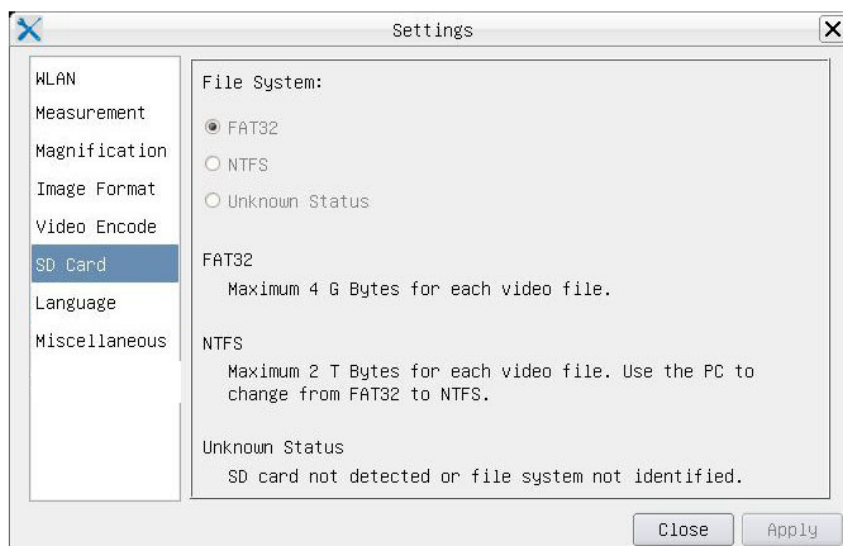 Settings
WLAN
Measurement
Magnification
Image Format
Video Encode
SD Card
Language
Miscellaneous
File System:
FAT32
NTFS
Unknown Status
FAT32
Maximum 4 G Bytes for each video file.
NTFS
Maximum 2 T Bytes for each video file. Use the PC to
change from FAT32 to NTFS.
Unknown Status
SD card not detected or file system not identified.
Close
Apply